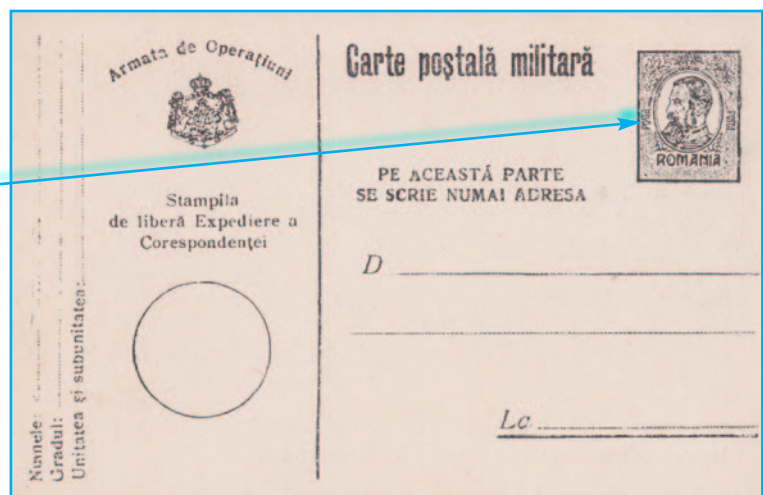 Numele:
Gradul:
Unitatea și subunitatea:
Armata de Operațiuni
Stampila
de liberă Expediere a
Corespondenței
Carte poștală militară
ROMANIA
PE ACEASTĂ PARTE
SE SCRIE NUMAI ADRESA
D
Lc